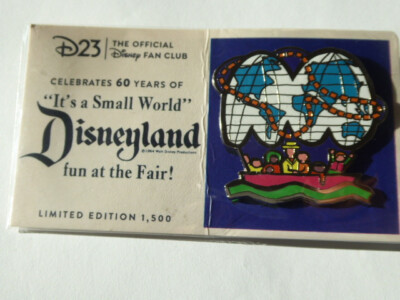 D23 | THE OFFICIAL
Disney FAN CLUB
CELEBRATES 60 YEARS OF
"It's a Small World"
Disneyland
fun at the Fair!
LIMITED EDITION 1,500